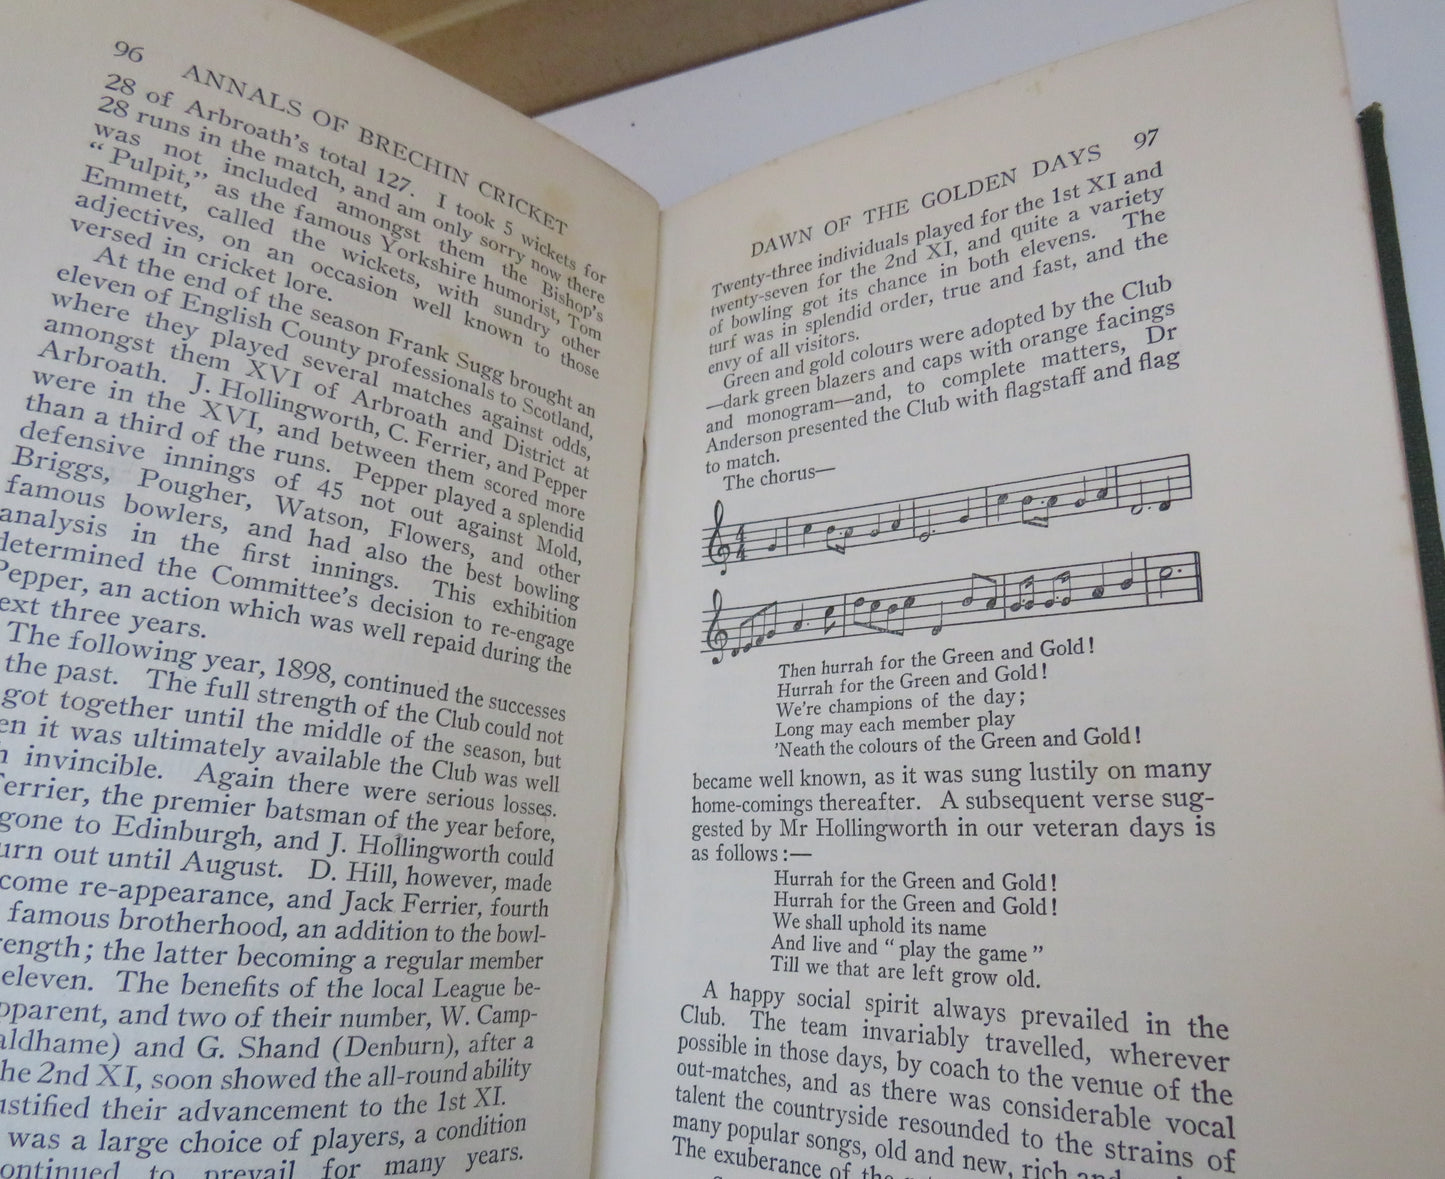 96 ANNALS OF BRECHIN CRICKET
28 of Arbroath's total 127. I took 5 wickets for
28 runs in the match, and am only sorry now there
was not included amongst them the Bishop's
“Pulpit,” as the famous Yorkshire humorist, Tom
Emmett, called the wickets, with sundry other
adjectives, on an occasion well known to those
versed in cricket lore.
At the end of the season Frank Sugg brought an
eleven of English County professionals to Scotland,
where they played several matches against odds,
amongst them XVI of Arbroath and District at
Arbroath. J. Hollingworth, C. Ferrier, and Pepper
were in the XVI, and between them scored more
than a third of the runs. Pepper played a splendid
defensive innings of 45 not out against Mold,
Briggs, Pougher, Watson, Flowers, and other
famous bowlers, and had also the best bowling
analysis in the first innings. This exhibition
determined the Committee's decision to re-engage
Pepper, an action which was well repaid during the
ext three years.
The following year, 1898, continued the successes
the past. The full strength of the Club could not
got together until the middle of the season, but
en it was ultimately available the Club was well
h invincible. Again there were serious losses.
Ferrier, the premier batsman of the year before,
gone to Edinburgh, and J. Hollingworth could
urn out until August. D. Hill, however, made
come re-appearance, and Jack Ferrier, fourth
famous brotherhood, an addition to the bowl-
rength; the latter becoming a regular member
eleven. The benefits of the local League be-
pparent, and two of their number, W. Camp-
aldhame) and G. Shand (Denburn), after a
he 2nd XI, soon showed the all-round ability
ustified their advancement to the 1st XI.
was a large choice of players, a condition
ontinued to prevail for many years.
DAWN OF THE GOLDEN DAYS 97
Twenty-three individuals played for the 1st XI and
twenty-seven for the 2nd XI, and quite a variety
of bowling got its chance in both elevens. The
turf was in splendid order, true and fast, and the
envy of all visitors.
Green and gold colours were adopted by the Club
—dark green blazers and caps with orange facings
and monogram—and, to complete matters, Dr
Anderson presented the Club with flagstaff and flag
to match.
The chorus—
4
4
Then hurrah for the Green and Gold!
Hurrah for the Green and Gold!
We're champions of the day;
Long may each member play
'Neath the colours of the Green and Gold!
became well known, as it was sung lustily on many
home-comings thereafter. A subsequent verse sug-
gested by Mr Hollingworth in our veteran days is
as follows:—
Hurrah for the Green and Gold!
Hurrah for the Green and Gold!
We shall uphold its name
And live and “play the game”
Till we that are left grow old.
A happy social spirit always prevailed in the
Club. The team invariably travelled, wherever
possible in those days, by coach to the venue of the
out-matches, and as there was considerable vocal
talent the countryside resounded to the strains of
many popular songs, old and new, rich and
The exuberance of the